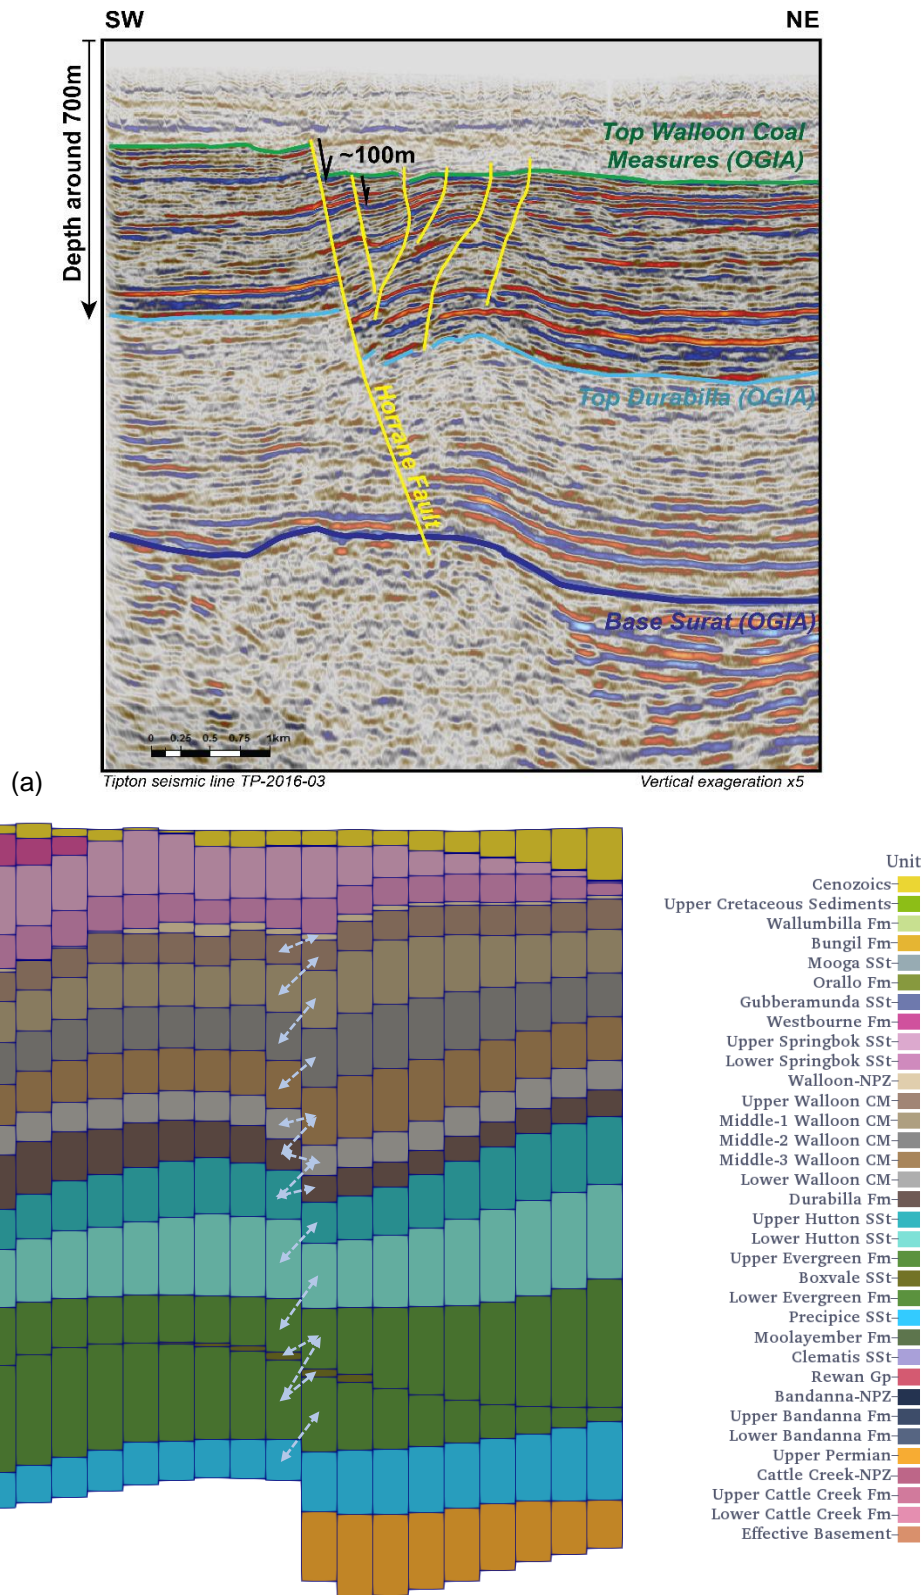 SW
NE
Depth around 700m
~100m
Top Walloon Coal
Measures (OGIA)
Top Durabilla (OGIA)
Horrane Fault
Base Surat (OGIA)
0 0.25 0.5 0.75 1km
(a)
Tipton seismic line TP-2016-03
Vertical exageration x5
Unit
Cenozoics
Upper Cretaceous Sediments
Wallumbilla Fm
Bungil Fm
Mooga SSt
Orallo Fm
Gubberamunda SSt
Westbourne Fm
Upper Springbok SSt
Lower Springbok SSt
Walloon-NPZ
Upper Walloon CM
Middle-1 Walloon CM
Middle-2 Walloon CM
Middle-3 Walloon CM
Lower Walloon CM
Durabilla Fm
Upper Hutton SSt
Lower Hutton SSt
Upper Evergreen Fm
Boxvale SSt
Lower Evergreen Fm
Precipice SSt
Moolayember Fm
Clematis SSt
Rewan Gp
Bandanna-NPZ
Upper Bandanna Fm
Lower Bandanna Fm
Upper Permian
Cattle Creek-NPZ
Upper Cattle Creek Fm
Lower Cattle Creek Fm
Effective Basement